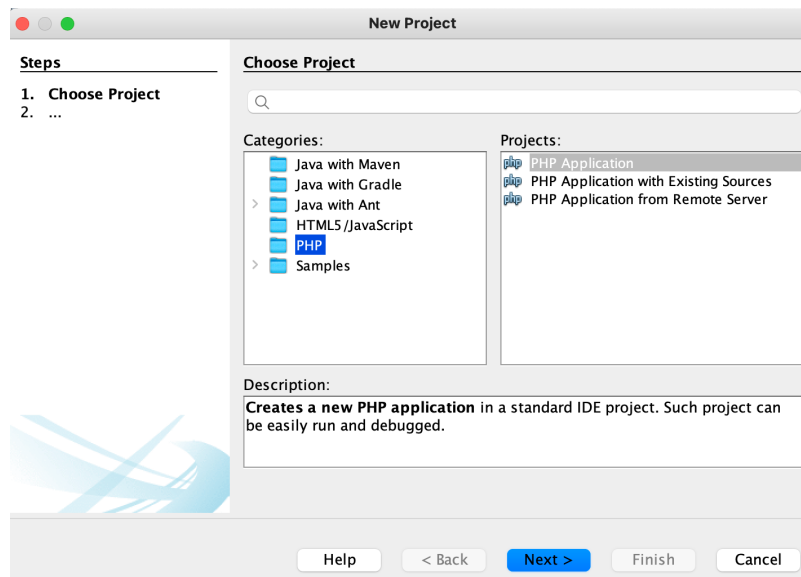 New Project
Steps
1. Choose Project
2. ...
Choose Project
Categories:
Java with Maven
Java with Gradle
Java with Ant
HTML5/JavaScript
PHP
Samples
Projects:
php PHP Application
php PHP Application with Existing Sources
php PHP Application from Remote Server
Description:
Creates a new PHP application in a standard IDE project. Such project can
be easily run and debugged.
Help
< Back
Next >
Finish
Cancel